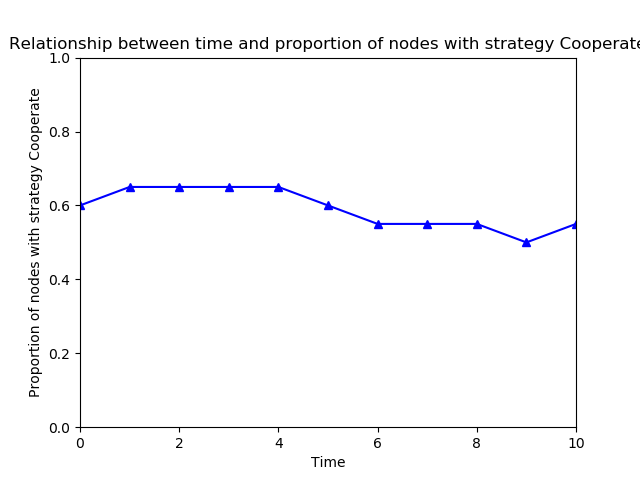 Relationship between time and proportion of nodes with strategy Cooperate
1.0
0.8
0.6
0.4
0.2
0.0
Proportion of nodes with strategy Cooperate
0 2 4 6 8 10
Time